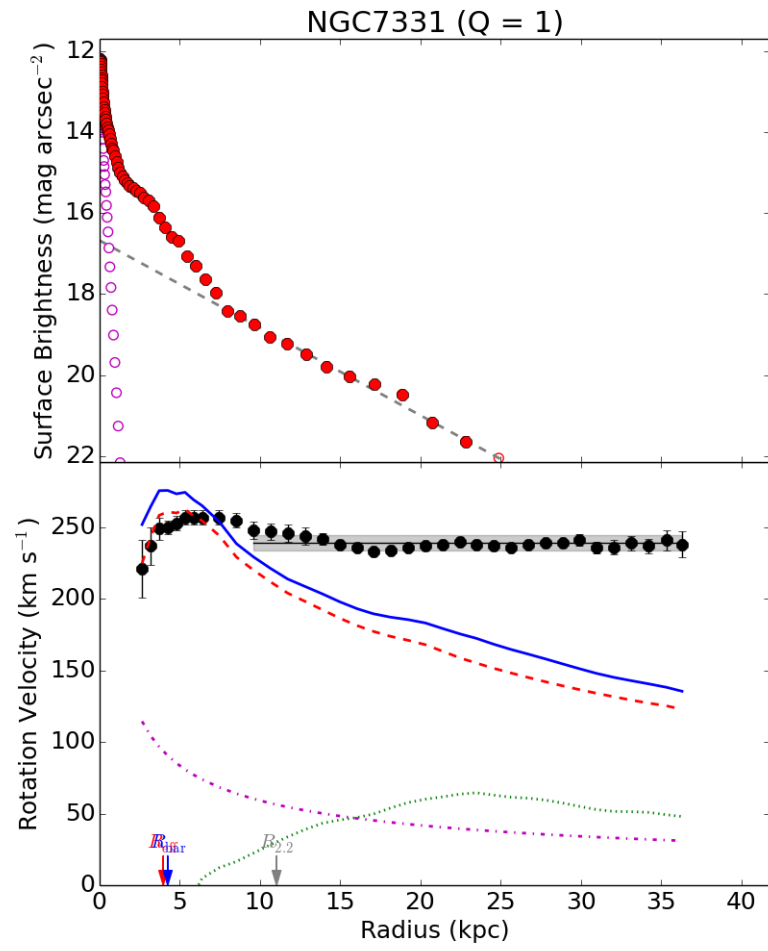 NGC7331 (Q = 1)
Surface Brightness (mag arcsec⁻²)
12
14
16
18
20
22
Rotation Velocity (km s⁻¹)
250
200
150
100
50
0
R₂.₂
0 5 10 15 20 25 30 35 40
Radius (kpc)